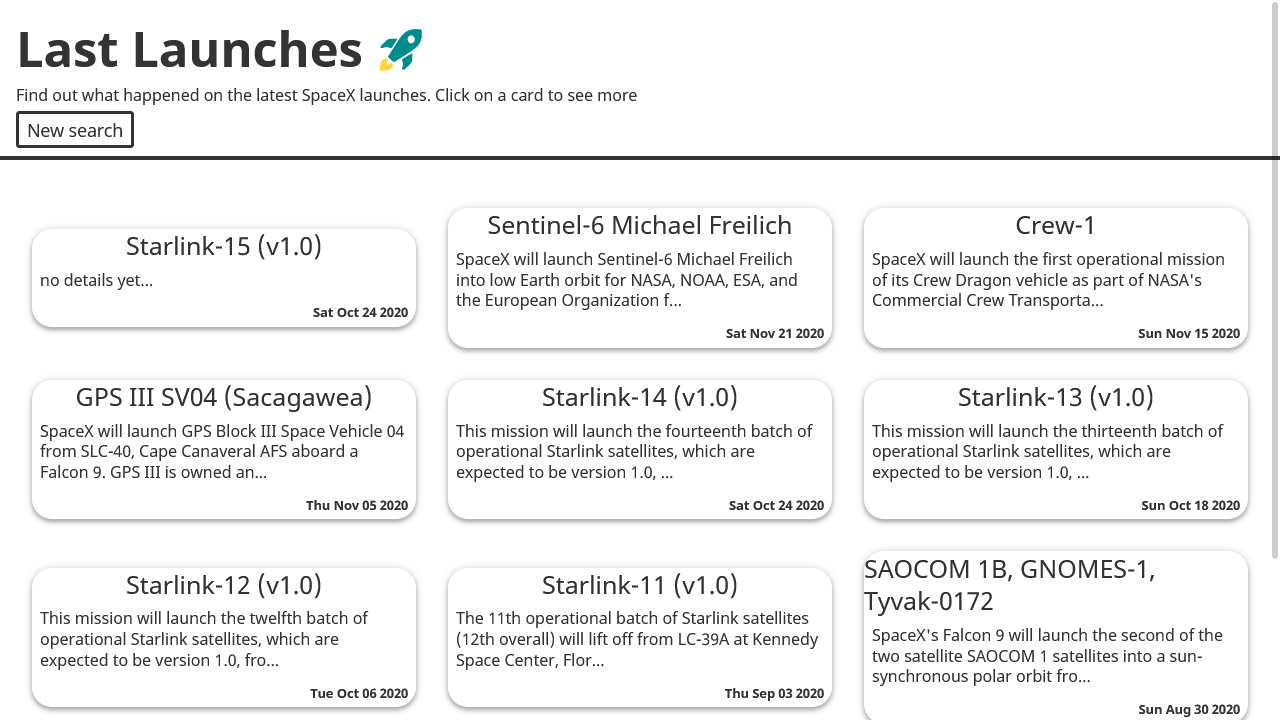 Last Launches
Find out what happened on the latest SpaceX launches. Click on a card to see more
New search
Starlink-15 (v1.0)
no details yet...
Sat Oct 24 2020
Sentinel-6 Michael Freilich
SpaceX will launch Sentinel-6 Michael Freilich
into low Earth orbit for NASA, NOAA, ESA, and
the European Organization f...
Sat Nov 21 2020
Crew-1
SpaceX will launch the first operational mission
of its Crew Dragon vehicle as part of NASA's
Commercial Crew Transporta...
Sun Nov 15 2020
GPS III SV04 (Sacagawea)
SpaceX will launch GPS Block III Space Vehicle 04
from SLC-40, Cape Canaveral AFS aboard a
Falcon 9. GPS III is owned an...
Thu Nov 05 2020
Starlink-14 (v1.0)
This mission will launch the fourteenth batch of
operational Starlink satellites, which are
expected to be version 1.0, ...
Sat Oct 24 2020
Starlink-13 (v1.0)
This mission will launch the thirteenth batch of
operational Starlink satellites, which are
expected to be version 1.0, ...
Sun Oct 18 2020
Starlink-12 (v1.0)
This mission will launch the twelfth batch of
operational Starlink satellites, which are
expected to be version 1.0, fro...
Tue Oct 06 2020
Starlink-11 (v1.0)
The 11th operational batch of Starlink satellites
(12th overall) will lift off from LC-39A at Kennedy
Space Center, Flor...
Thu Sep 03 2020
SAOCOM 1B, GNOMES-1,
Tyvak-0172
SpaceX's Falcon 9 will launch the second of the
two satellite SAOCOM 1 satellites into a sun-
synchronous polar orbit fro...
Sun Aug 30 2020